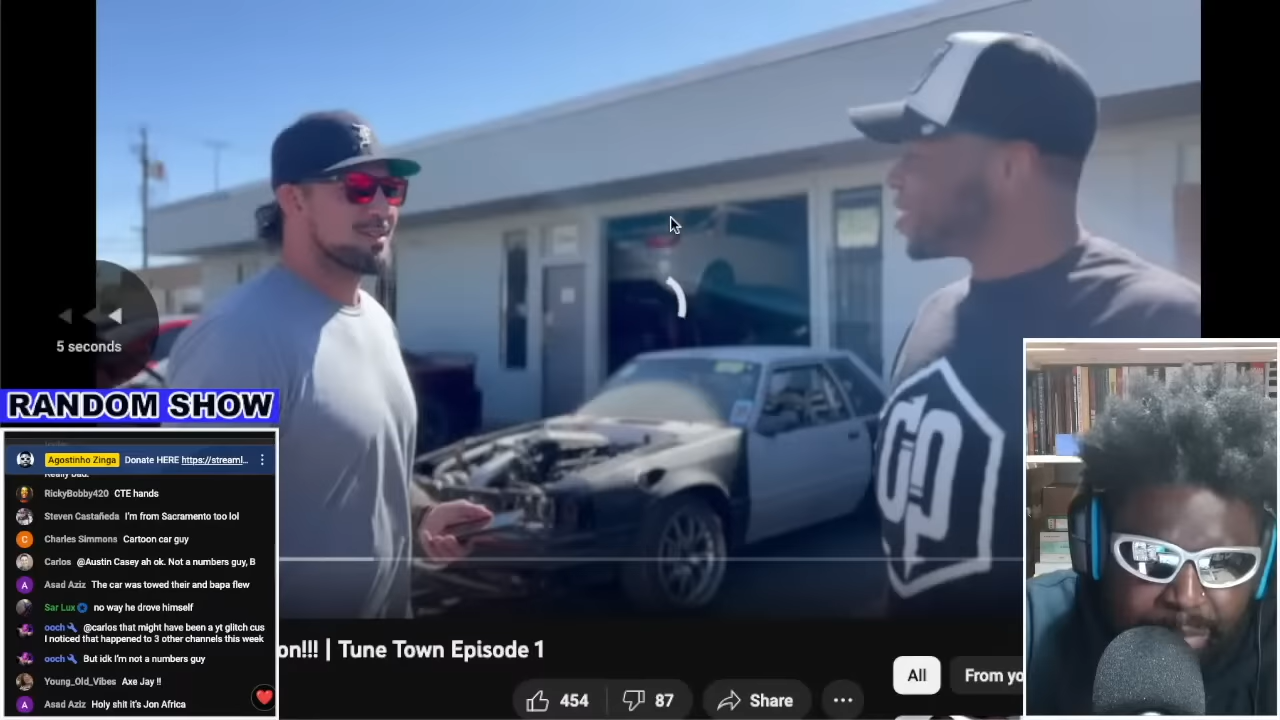 5 seconds
RANDOM SHOW
Agostinho Zinga Donate HERE https://streaml...
RickyBobby420 CTE hands
Steven Castañeda I'm from Sacramento too lol
Charles Simmons Cartoon car guy
Carlos @Austin Casey ah ok. Not a numbers guy, B
Asad Aziz The car was towed their and bapa flew
Sar Lux no way he drove himself
ooch @carlos that might have been a yt glitch cus
I noticed that happened to 3 other channels this week
ooch But idk I'm not a numbers guy
Young_Old_Vibes Axe Jay !!
Asad Aziz Holy shit it's Jon Africa
on!!! | Tune Town Episode 1
454
87
Share
All
From yo